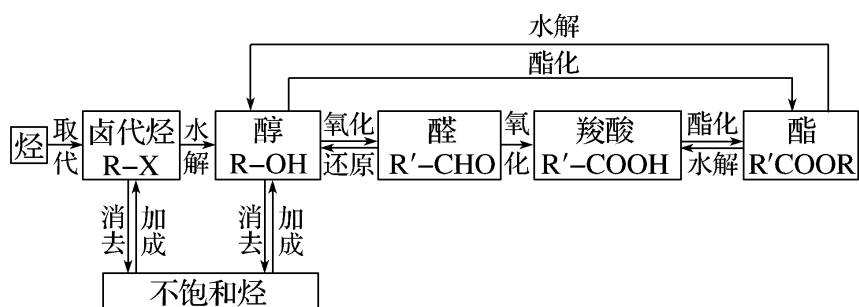 水解
酯化
烃
取代
卤代烃
R-X
水解
醇
R-OH
氧化
还原
醛
R′-CHO
氧化
羧酸
R′-COOH
酯化
水解
酯
R′COOR
消去
加成
消去
加成
不饱和烃